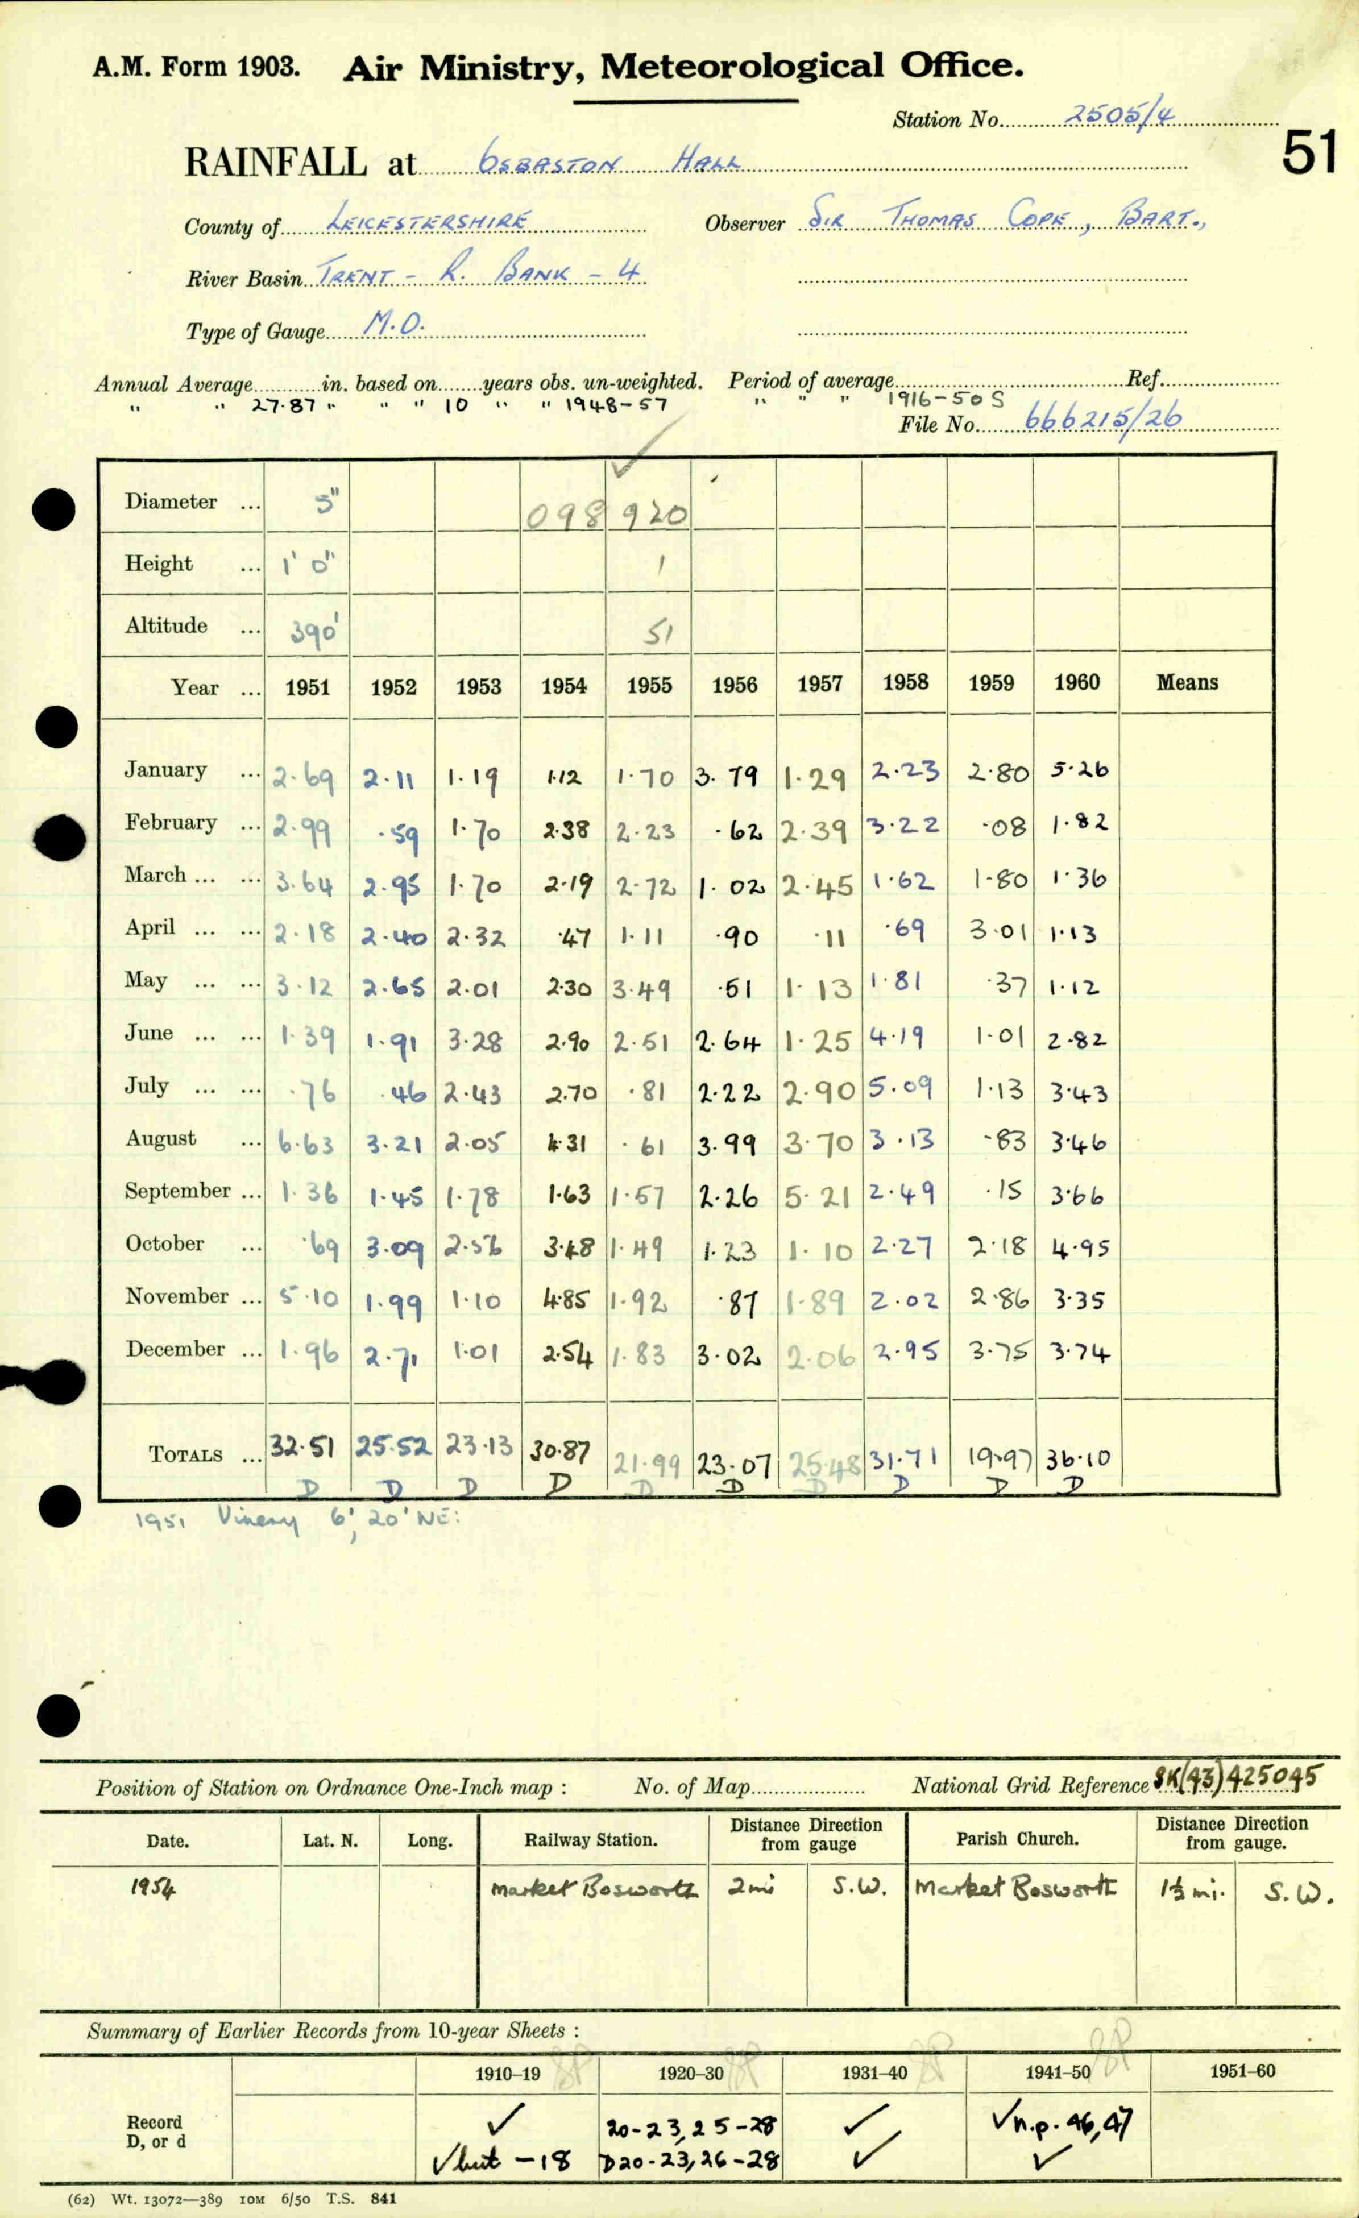 A.M. Form 1903. Air Ministry, Meteorological Office.
Station No. 2505/4
51
RAINFALL at Osbaston Hall
County of Leicestershire Observer Sir Thomas Cope, Bart.,
River Basin Trent - R. Bank - 4
Type of Gauge M.O.
Annual Average in. based on years obs. un-weighted. Period of average Ref.
" " 27.87 " " " 10 " " 1948-57 " " " 1916-50 S
File No. 666215/26
Diameter ... 5" 098 920
Height ... 1' 0" 1
Altitude ... 390' 51
Year ... 1951 1952 1953 1954 1955 1956 1957 1958 1959 1960 Means
January ... 2.69 2.11 1.19 1.12 1.70 3.79 1.29 2.23 2.80 5.26
February ... 2.99 .59 1.70 2.38 2.23 .62 2.39 3.22 .08 1.82
March ... ... 3.64 2.95 1.70 2.19 2.72 1.02 2.45 1.62 1.80 1.36
April ... ... 2.18 2.40 2.32 .47 1.11 .90 .11 .69 3.01 1.13
May ... ... 3.12 2.65 2.01 2.30 3.49 .51 1.13 1.81 .37 1.12
June ... ... 1.39 1.91 3.28 2.90 2.51 2.64 1.25 4.19 1.01 2.82
July ... ... .76 .46 2.43 2.70 .81 2.22 2.90 5.09 1.13 3.43
August ... 6.63 3.21 2.05 4.31 .61 3.99 3.70 3.13 .83 3.46
September ... 1.36 1.45 1.78 1.63 1.57 2.26 5.21 2.49 .15 3.66
October ... .69 3.09 2.56 3.48 1.49 1.23 1.10 2.27 2.18 4.95
November ... 5.10 1.99 1.10 4.85 1.92 .87 1.89 2.02 2.86 3.35
December ... 1.96 2.71 1.01 2.54 1.83 3.02 2.06 2.95 3.75 3.74
Totals ... 32.51 25.52 23.13 30.87 21.99 23.07 25.48 31.71 19.97 36.10
D D D D D D D D D D
1951 Vinery 6', 20' NE:
Position of Station on Ordnance One-Inch map : No. of Map National Grid Reference SK(43)425045
Date. Lat. N. Long. Railway Station. Distance Direction from gauge Parish Church. Distance Direction from gauge.
1954 Market Bosworth 2mi S.W. Market Bosworth 1⅓ mi. S.W.
Summary of Earlier Records from 10-year Sheets :
1910–19 1920–30 1931–40 1941–50 1951–60
Record ✓ 20-23, 25-28 ✓ ✓ n.p. 46, 47
D, or d ✓ but -18 D20-23, 26-28 ✓ ✓
(62) Wt. 13072—389 10M 6/50 T.S. 841